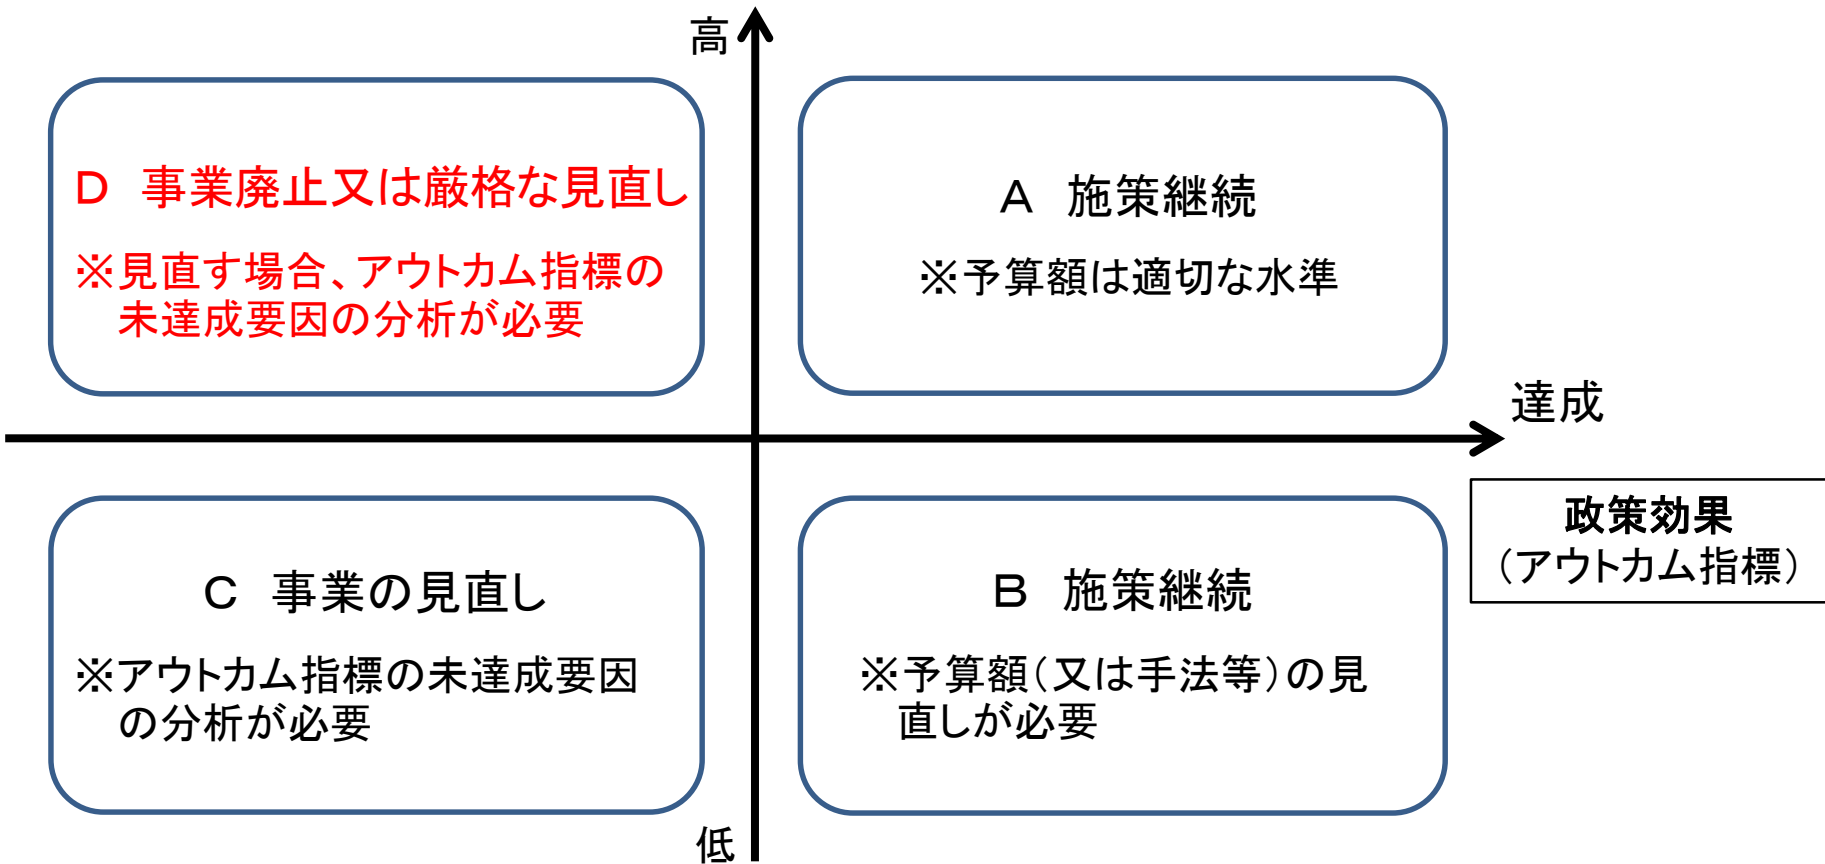 高
D　事業廃止又は厳格な見直し
※見直す場合、アウトカム指標の
未達成要因の分析が必要
A　施策継続
※予算額は適切な水準
達成
政策効果
（アウトカム指標）
C　事業の見直し
※アウトカム指標の未達成要因
の分析が必要
B　施策継続
※予算額（又は手法等）の見
直しが必要
低